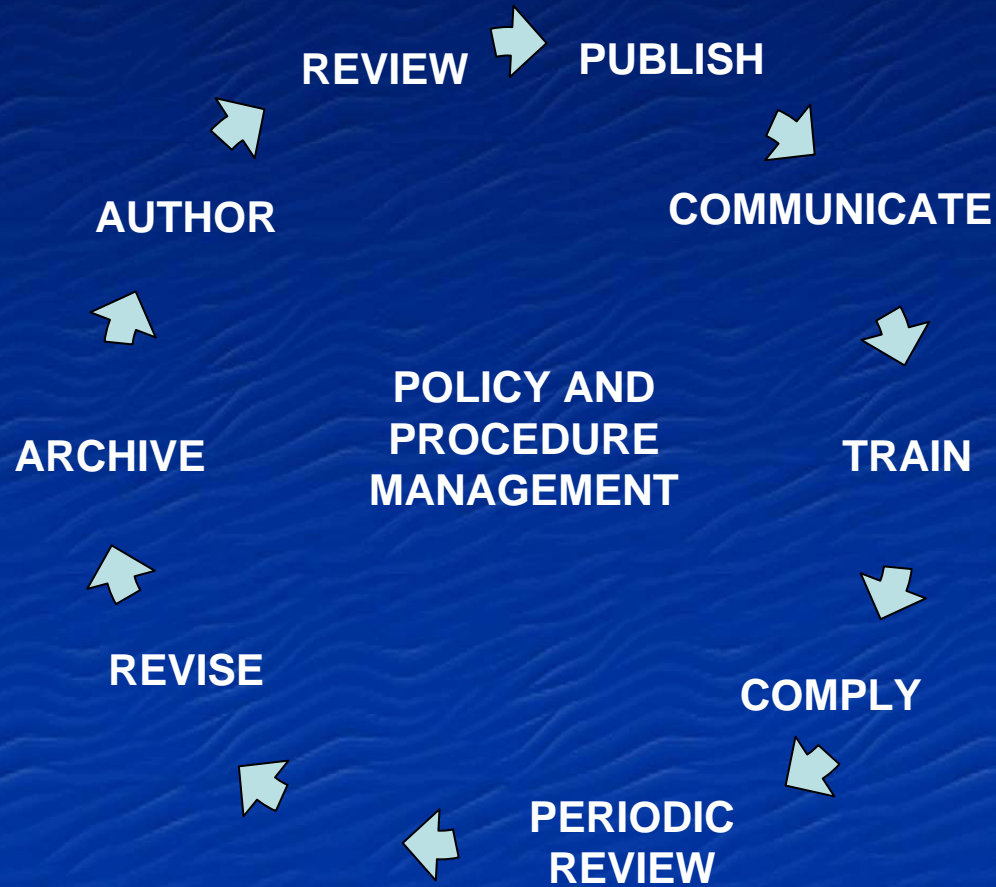 REVIEW
PUBLISH
AUTHOR
COMMUNICATE
POLICY AND
PROCEDURE
MANAGEMENT
ARCHIVE
TRAIN
REVISE
COMPLY
PERIODIC
REVIEW